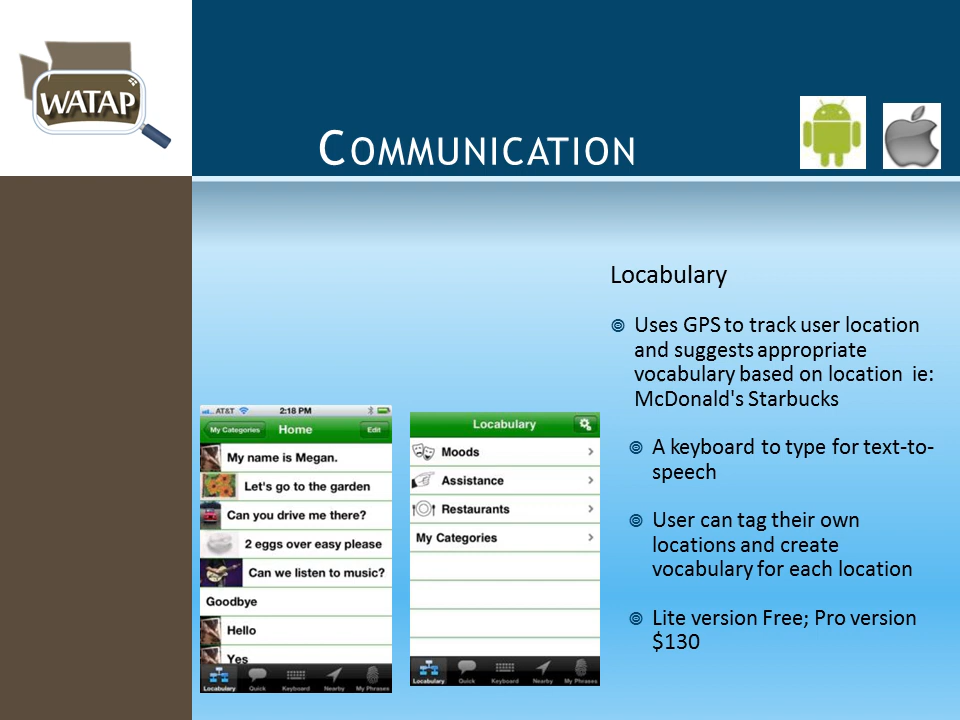 WATAP
COMMUNICATION
Locabulary
Uses GPS to track user location
and suggests appropriate
vocabulary based on location ie:
McDonald's Starbucks
A keyboard to type for text-to-
speech
User can tag their own
locations and create
vocabulary for each location
Lite version Free; Pro version
$130
AT&T 2:18 PM
My Categories Home Edit
My name is Megan.
Let's go to the garden
Can you drive me there?
2 eggs over easy please
Can we listen to music?
Goodbye
Hello
Yes
Locabulary Quick Keyboard Nearby My Phrases
Locabulary
Moods
Assistance
Restaurants
My Categories
Locabulary Quick Keyboard Nearby My Phrases